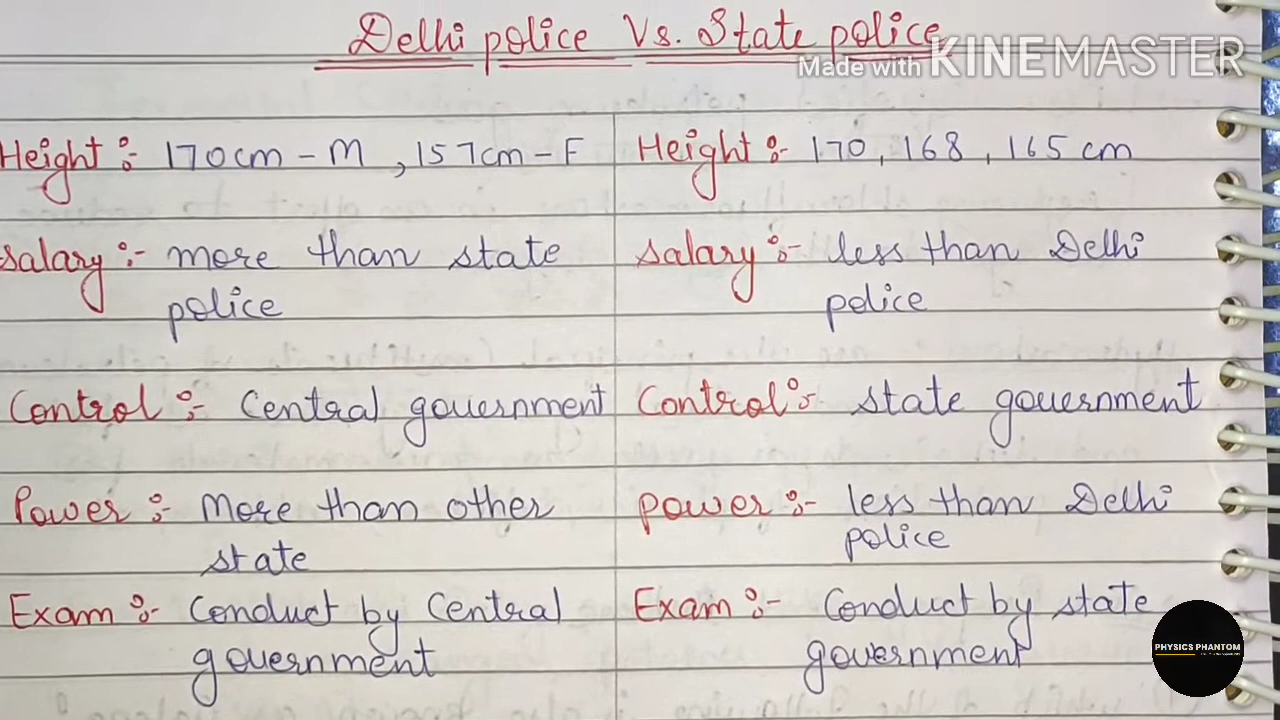 Delhi police Vs. State police
Made with KINEMASTER
Height :- 170cm - M , 157cm - F
Salary :- more than state
police
Control :- Central government
Power :- More than other
state
Exam :- Conduct by Central
government
Height :- 170, 168, 165 cm
Salary :- less than Delhi
police
Control :- state government
Power :- less than Delhi
police
Exam :- Conduct by state
government
PHYSICS PHANTOM